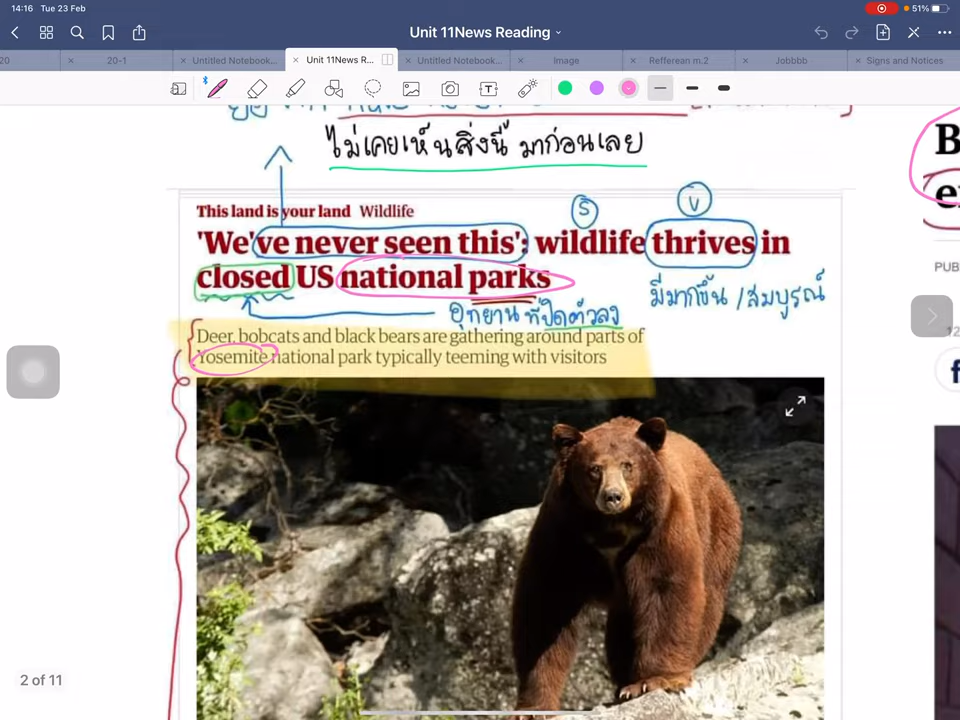 14:16 Tue 23 Feb
51%
Unit 11News Reading
20
20-1
Untitled Notebook...
Unit 11News R...
Untitled Notebook...
Image
Refferean m.2
Jobbbb
Signs and Notices
ไม่เคยเห็นสิ่งนี้ มาก่อนเลย
This land is your land Wildlife
S
V
'We've never seen this': wildlife thrives in
closed US national parks
มีมากขึ้น / สมบูรณ์
อุทยาน ที่ปิดตัวลง
Deer, bobcats and black bears are gathering around parts of
Yosemite national park typically teeming with visitors
B
e
PUB
12
f
2 of 11